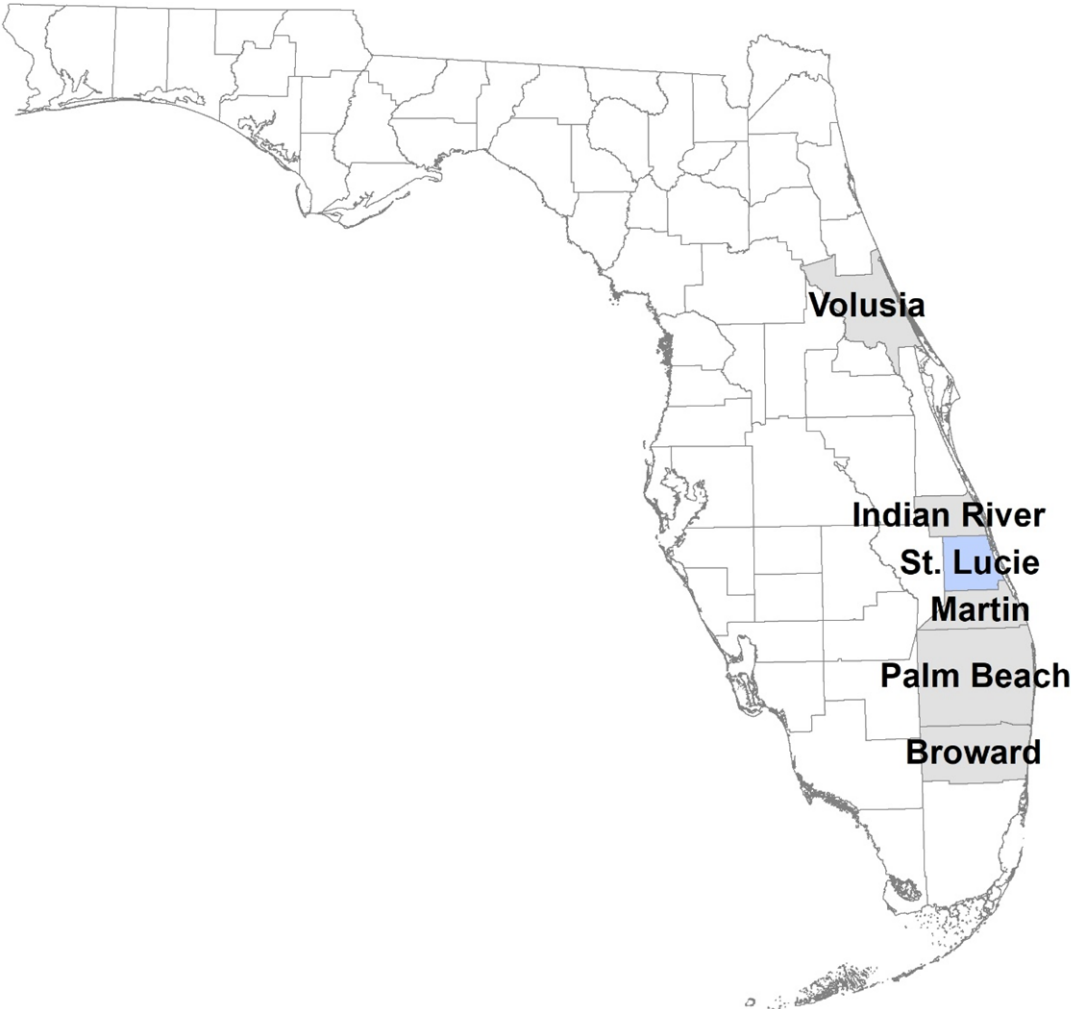 Volusia
Indian River
St. Lucie
Martin
Palm Beach
Broward